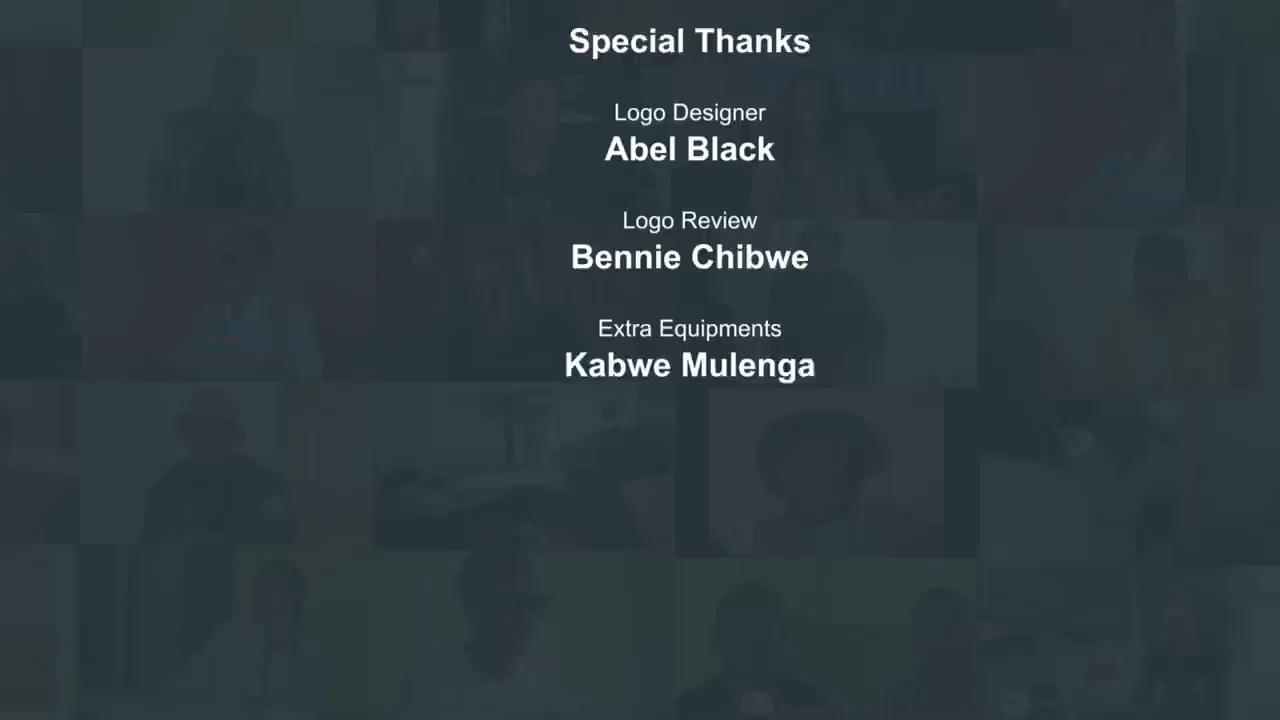 Special Thanks
Logo Designer
Abel Black
Logo Review
Bennie Chibwe
Extra Equipments
Kabwe Mulenga